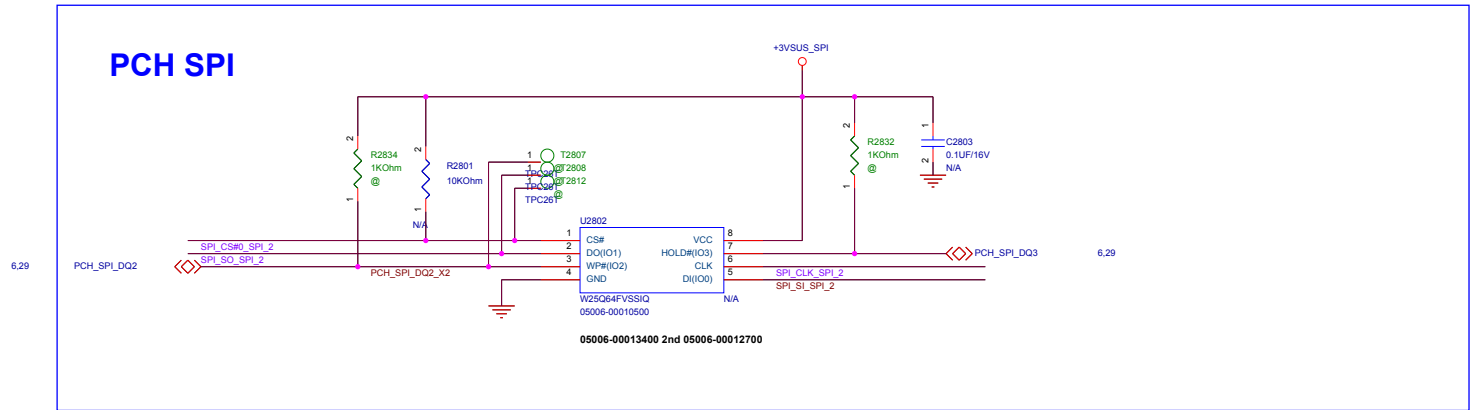 PCH SPI
+3VSUS_SPI
2
R2834
1KOhm
@
1
2
R2801
10KOhm
1
N/A
1
T2807
1
@T2808
TPC26T
1
@T2812
TPC26T
@
TPC26T
2
R2832
1KOhm
@
1
1
C2803
0.1UF/16V
2
N/A
U2802
1
CS#
VCC
8
SPI_CS#0_SPI_2
2
DO(IO1)
HOLD#(IO3)
7
PCH_SPI_DQ3
6,29
6,29
PCH_SPI_DQ2
SPI_SO_SPI_2
3
WP#(IO2)
CLK
6
PCH_SPI_DQ2_X2
SPI_CLK_SPI_2
4
GND
DI(IO0)
5
SPI_SI_SPI_2
W25Q64FVSSIQ
N/A
05006-00010500
05006-00013400 2nd 05006-00012700